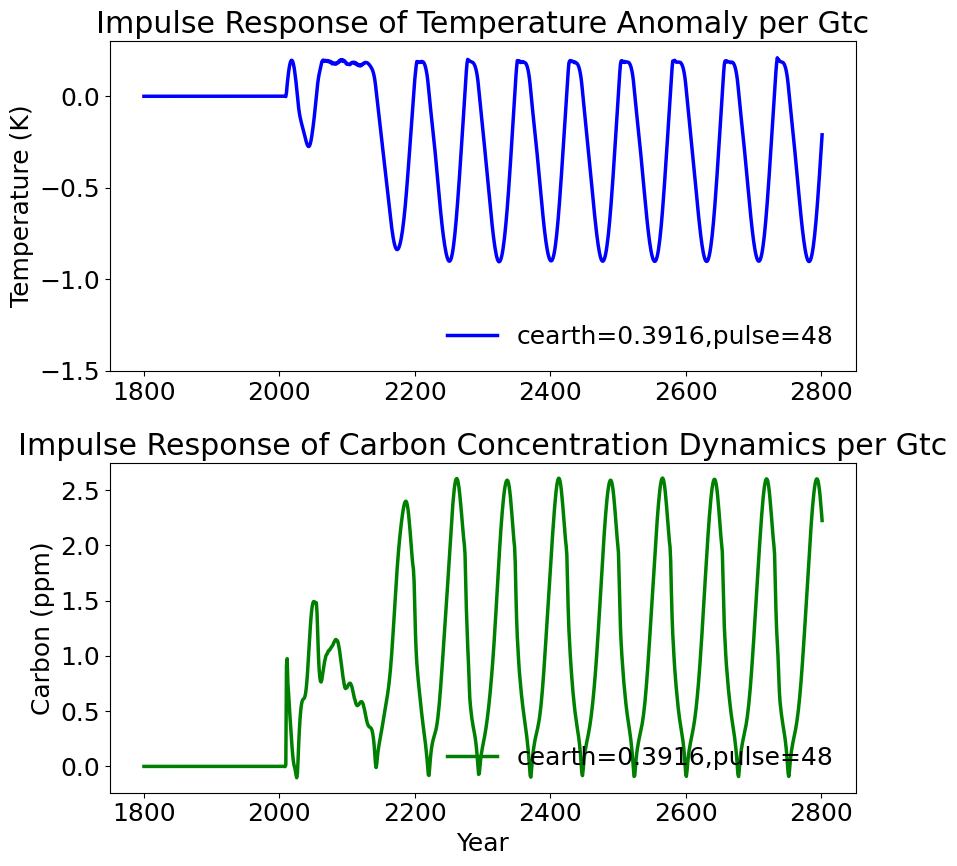 Impulse Response of Temperature Anomaly per Gtc
0.0
−0.5
−1.0
−1.5
Temperature (K)
cearth=0.3916,pulse=48
1800 2000 2200 2400 2600 2800
Impulse Response of Carbon Concentration Dynamics per Gtc
2.5
2.0
1.5
1.0
0.5
0.0
Carbon (ppm)
cearth=0.3916,pulse=48
1800 2000 2200 2400 2600 2800
Year